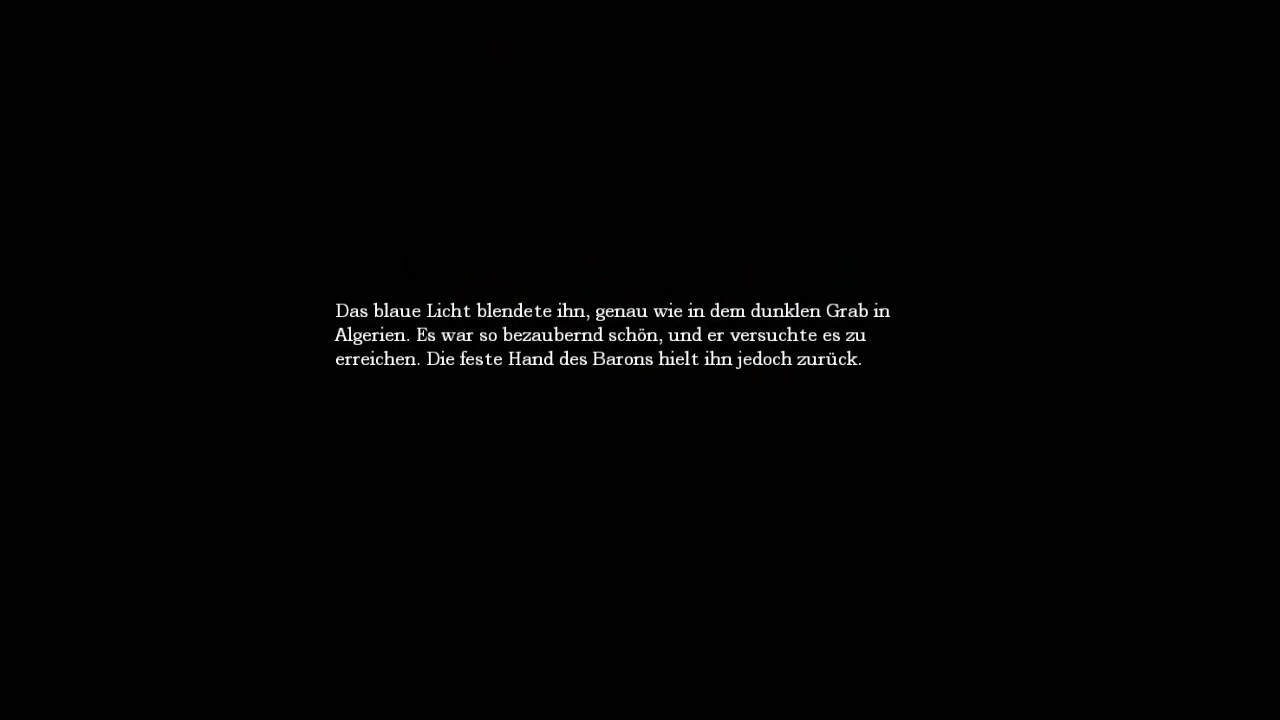 Das blaue Licht blendete ihn, genau wie in dem dunklen Grab in
Algerien. Es war so bezaubernd schön, und er versuchte es zu
erreichen. Die feste Hand des Barons hielt ihn jedoch zurück.